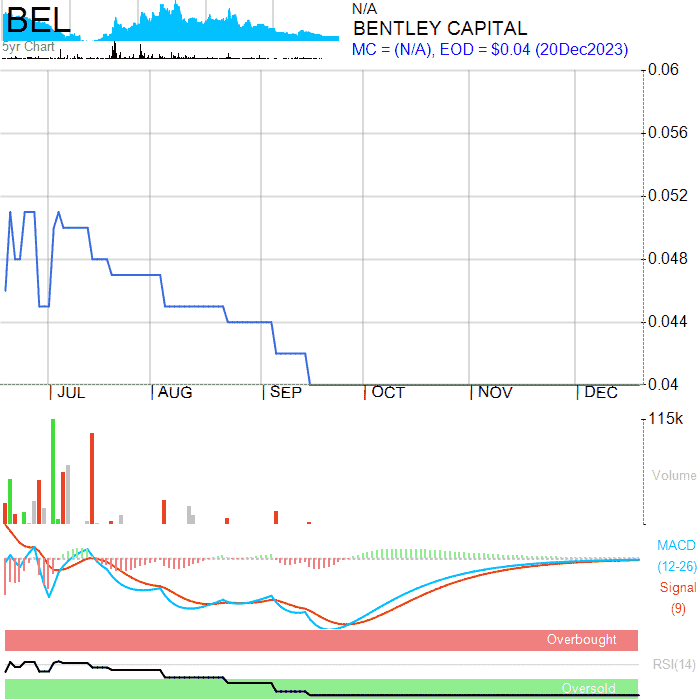 BEL
5yr Chart
N/A
BENTLEY CAPITAL
MC = (N/A), EOD = $0.04 (20Dec2023)
0.06
0.056
0.052
0.048
0.044
0.04
JUL AUG SEP OCT NOV DEC
115k
Volume
MACD
(12-26)
Signal
(9)
Overbought
RSI(14)
Oversold